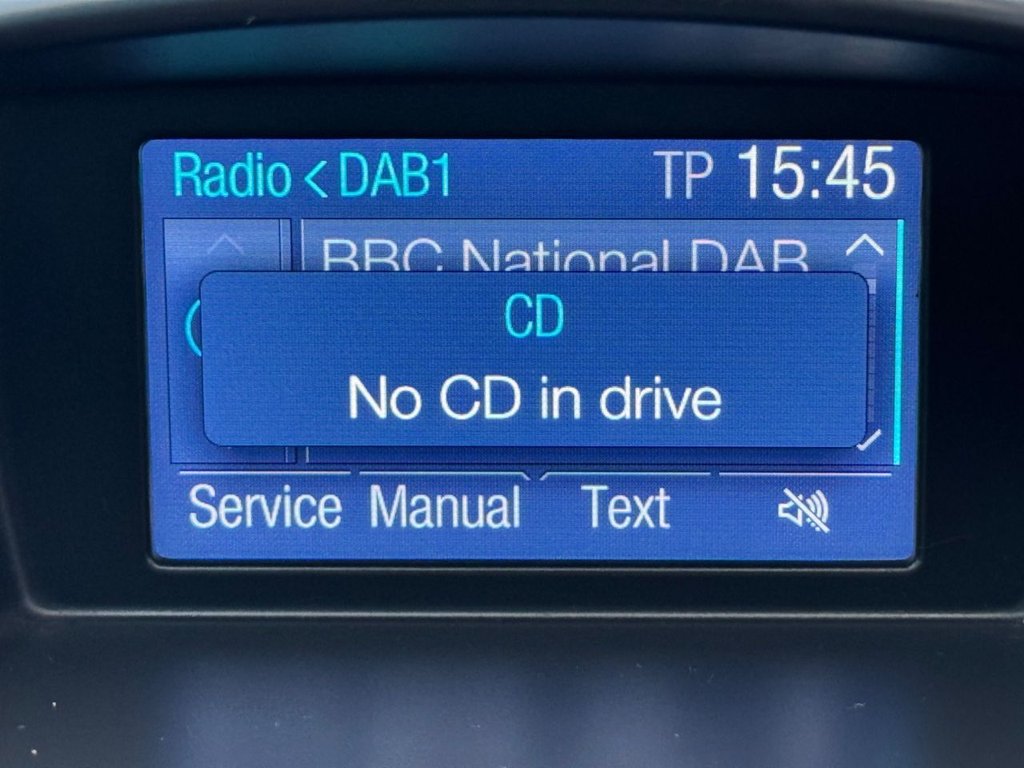 Radio < DAB1 TP 15:45
BBC National DAB
CD
No CD in drive
Service Manual Text